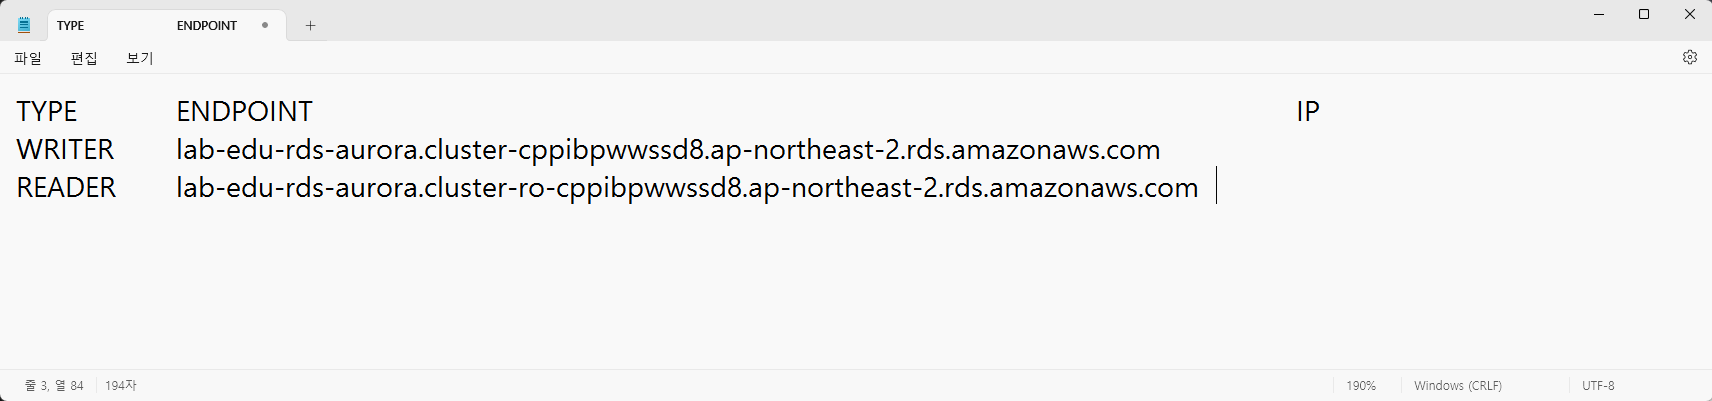 TYPE ENDPOINT
파일 편집 보기
TYPE ENDPOINT IP
WRITER lab-edu-rds-aurora.cluster-cppibpwwssd8.ap-northeast-2.rds.amazonaws.com
READER lab-edu-rds-aurora.cluster-ro-cppibpwwssd8.ap-northeast-2.rds.amazonaws.com
줄 3, 열 84 194자 190% Windows (CRLF) UTF-8